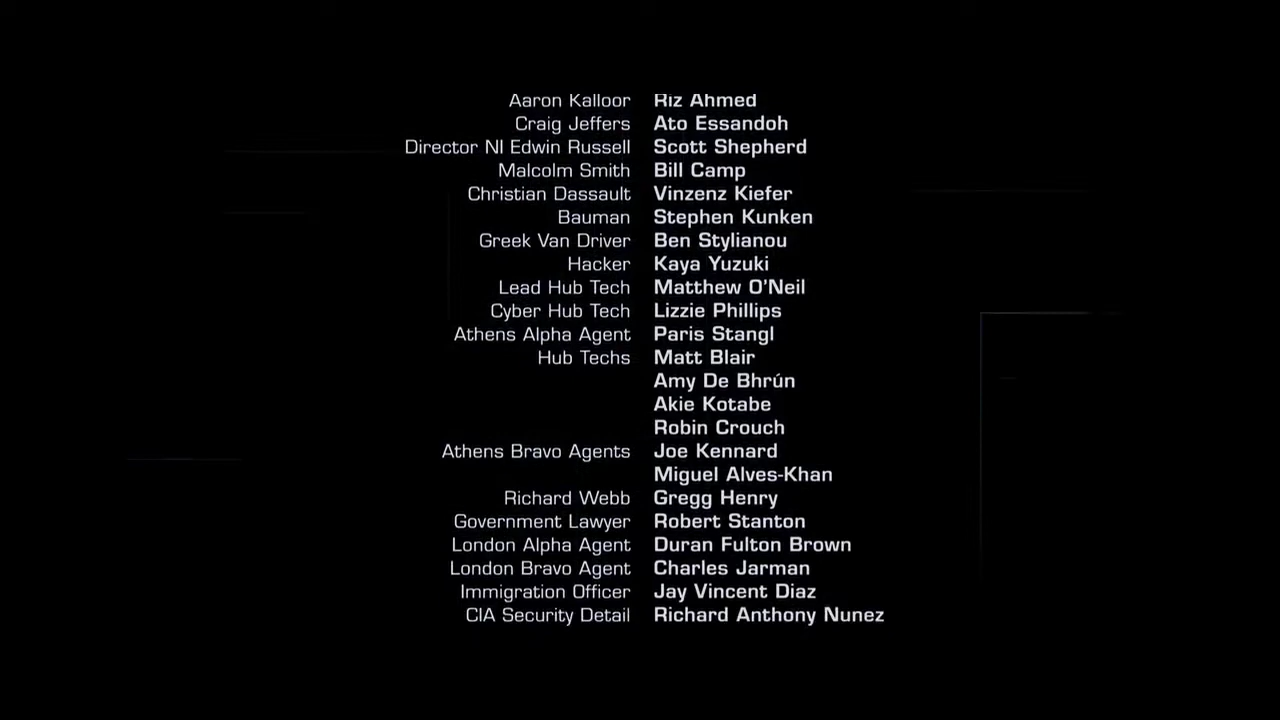 Aaron Kalloor Riz Ahmed
Craig Jeffers Ato Essandoh
Director NI Edwin Russell Scott Shepherd
Malcolm Smith Bill Camp
Christian Dassault Vinzenz Kiefer
Bauman Stephen Kunken
Greek Van Driver Ben Stylianou
Hacker Kaya Yuzuki
Lead Hub Tech Matthew O'Neil
Cyber Hub Tech Lizzie Phillips
Athens Alpha Agent Paris Stangl
Hub Techs Matt Blair
Amy De Bhrún
Akie Kotabe
Robin Crouch
Athens Bravo Agents Joe Kennard
Miguel Alves-Khan
Richard Webb Gregg Henry
Government Lawyer Robert Stanton
London Alpha Agent Duran Fulton Brown
London Bravo Agent Charles Jarman
Immigration Officer Jay Vincent Diaz
CIA Security Detail Richard Anthony Nunez